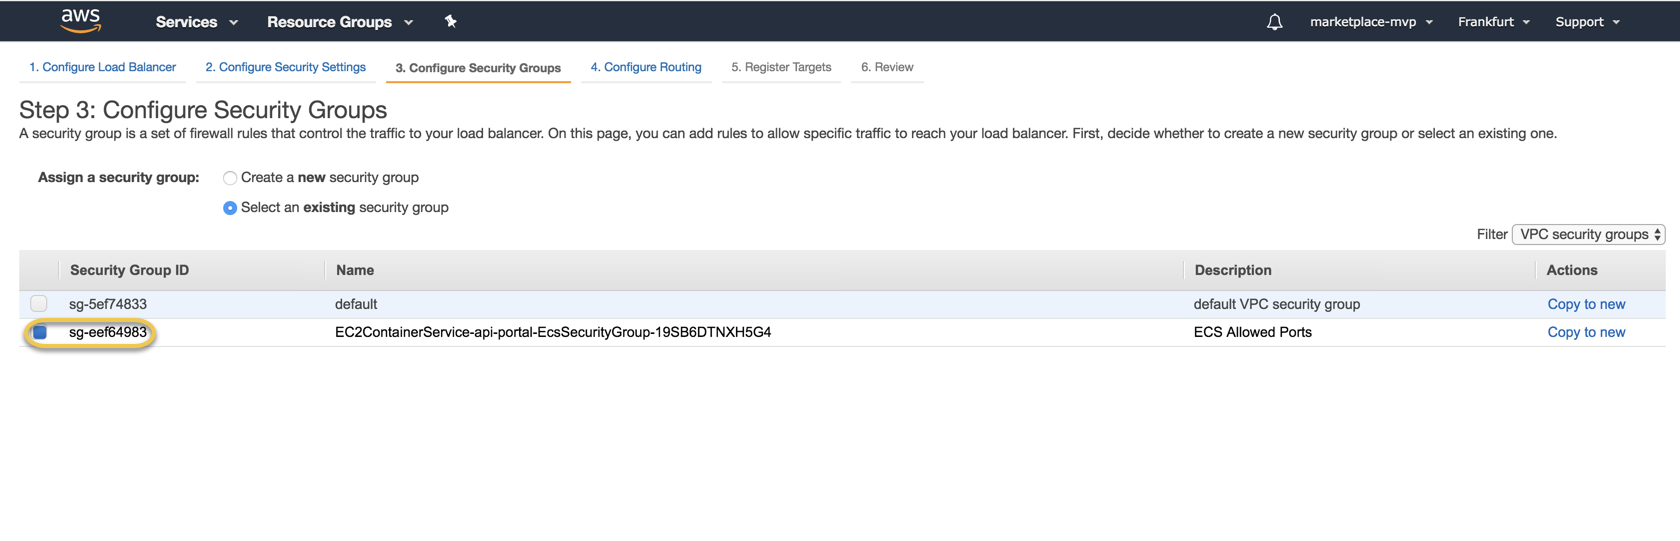 aws Services Resource Groups marketplace-mvp Frankfurt Support
1. Configure Load Balancer 2. Configure Security Settings 3. Configure Security Groups 4. Configure Routing 5. Register Targets 6. Review
Step 3: Configure Security Groups
A security group is a set of firewall rules that control the traffic to your load balancer. On this page, you can add rules to allow specific traffic to reach your load balancer. First, decide whether to create a new security group or select an existing one.
Assign a security group: Create a new security group
Select an existing security group
Filter VPC security groups
Security Group ID Name Description Actions
sg-5ef74833 default default VPC security group Copy to new
sg-eef64983 EC2ContainerService-api-portal-EcsSecurityGroup-19SB6DTNXH5G4 ECS Allowed Ports Copy to new